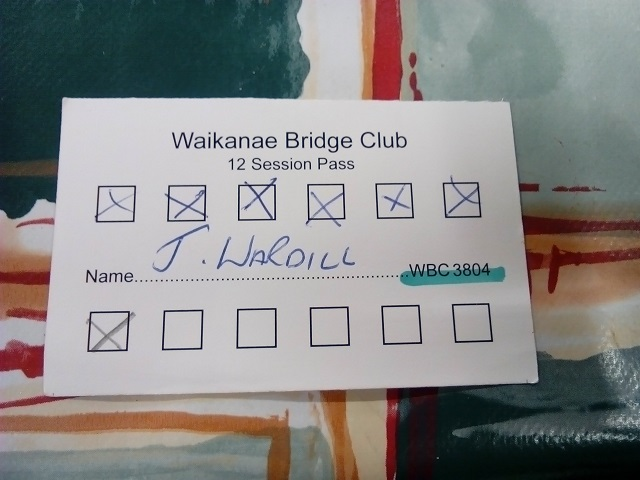 Waikanae Bridge Club
12 Session Pass
J. WARDILL
Name.......................................................WBC 3804